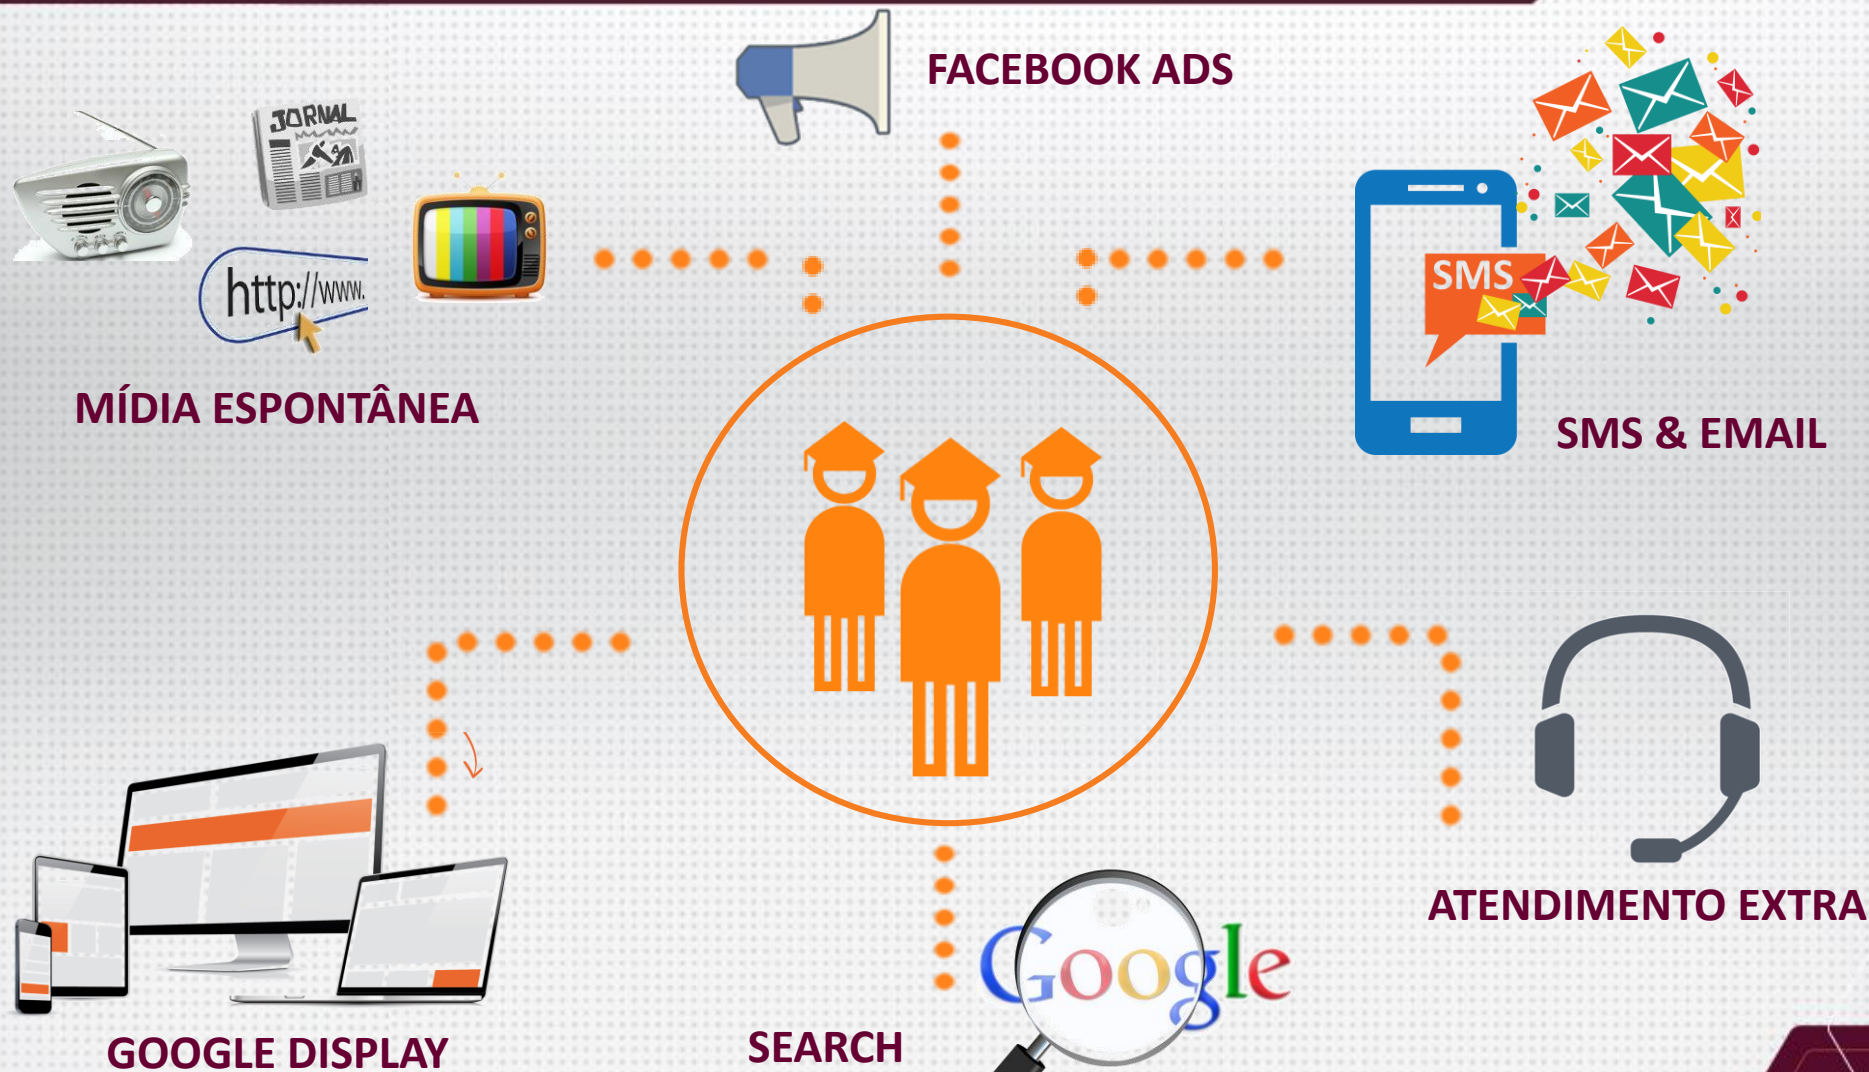 FACEBOOK ADS
JORNAL
http://www.
MÍDIA ESPONTÂNEA
SMS
SMS & EMAIL
ATENDIMENTO EXTRA
Google
SEARCH
GOOGLE DISPLAY